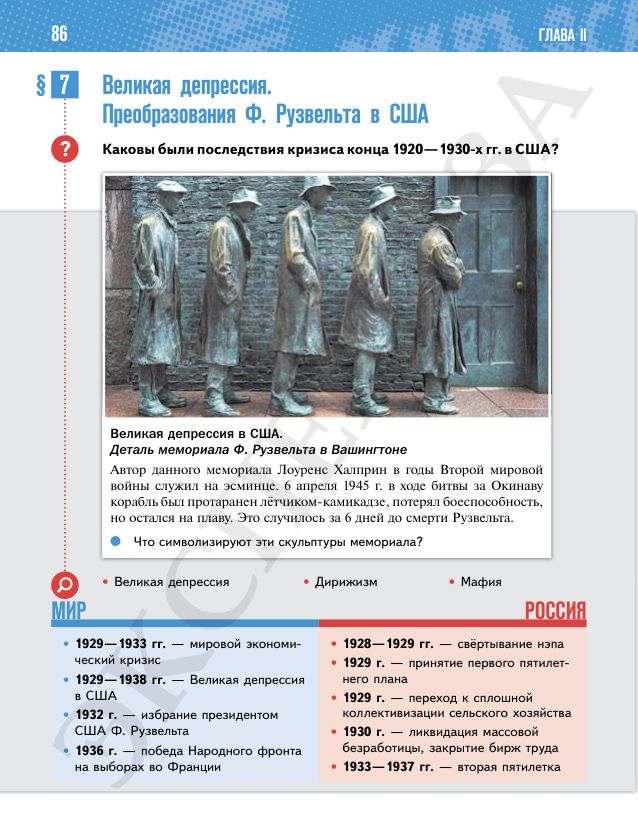 86
ГЛАВА II
§ 7
Великая депрессия.
Преобразования Ф. Рузвельта в США
?
Каковы были последствия кризиса конца 1920—1930-х гг. в США?
Великая депрессия в США.
Деталь мемориала Ф. Рузвельта в Вашингтоне
Автор данного мемориала Лоуренс Халприн в годы Второй мировой
войны служил на эсминце. 6 апреля 1945 г. в ходе битвы за Окинаву
корабль был протаранен лётчиком-камикадзе, потерял боеспособность,
но остался на плаву. Это случилось за 6 дней до смерти Рузвельта.
● Что символизируют эти скульптуры мемориала?
• Великая депрессия • Дирижизм • Мафия
МИР
• 1929—1933 гг. — мировой экономи-
ческий кризис
• 1929—1938 гг. — Великая депрессия
в США
• 1932 г. — избрание президентом
США Ф. Рузвельта
• 1936 г. — победа Народного фронта
на выборах во Франции
РОССИЯ
• 1928—1929 гг. — свёртывание нэпа
• 1929 г. — принятие первого пятилет-
него плана
• 1929 г. — переход к сплошной
коллективизации сельского хозяйства
• 1930 г. — ликвидация массовой
безработицы, закрытие бирж труда
• 1933—1937 гг. — вторая пятилетка